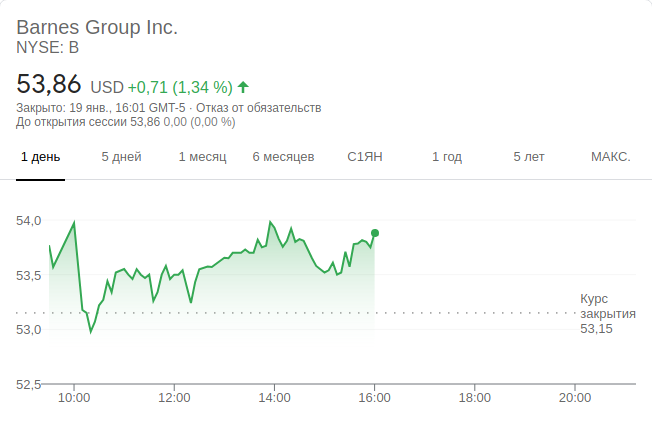 Barnes Group Inc.
NYSE: B
53,86 USD +0,71 (1,34 %)
Закрыто: 19 янв., 16:01 GMT-5 · Отказ от обязательств
До открытия сессии 53,86 0,00 (0,00 %)
1 день 5 дней 1 месяц 6 месяцев С1ЯН 1 год 5 лет МАКС.
54,0
53,5
Курс
закрытия
53,15
53,0
52,5
10:00 12:00 14:00 16:00 18:00 20:00